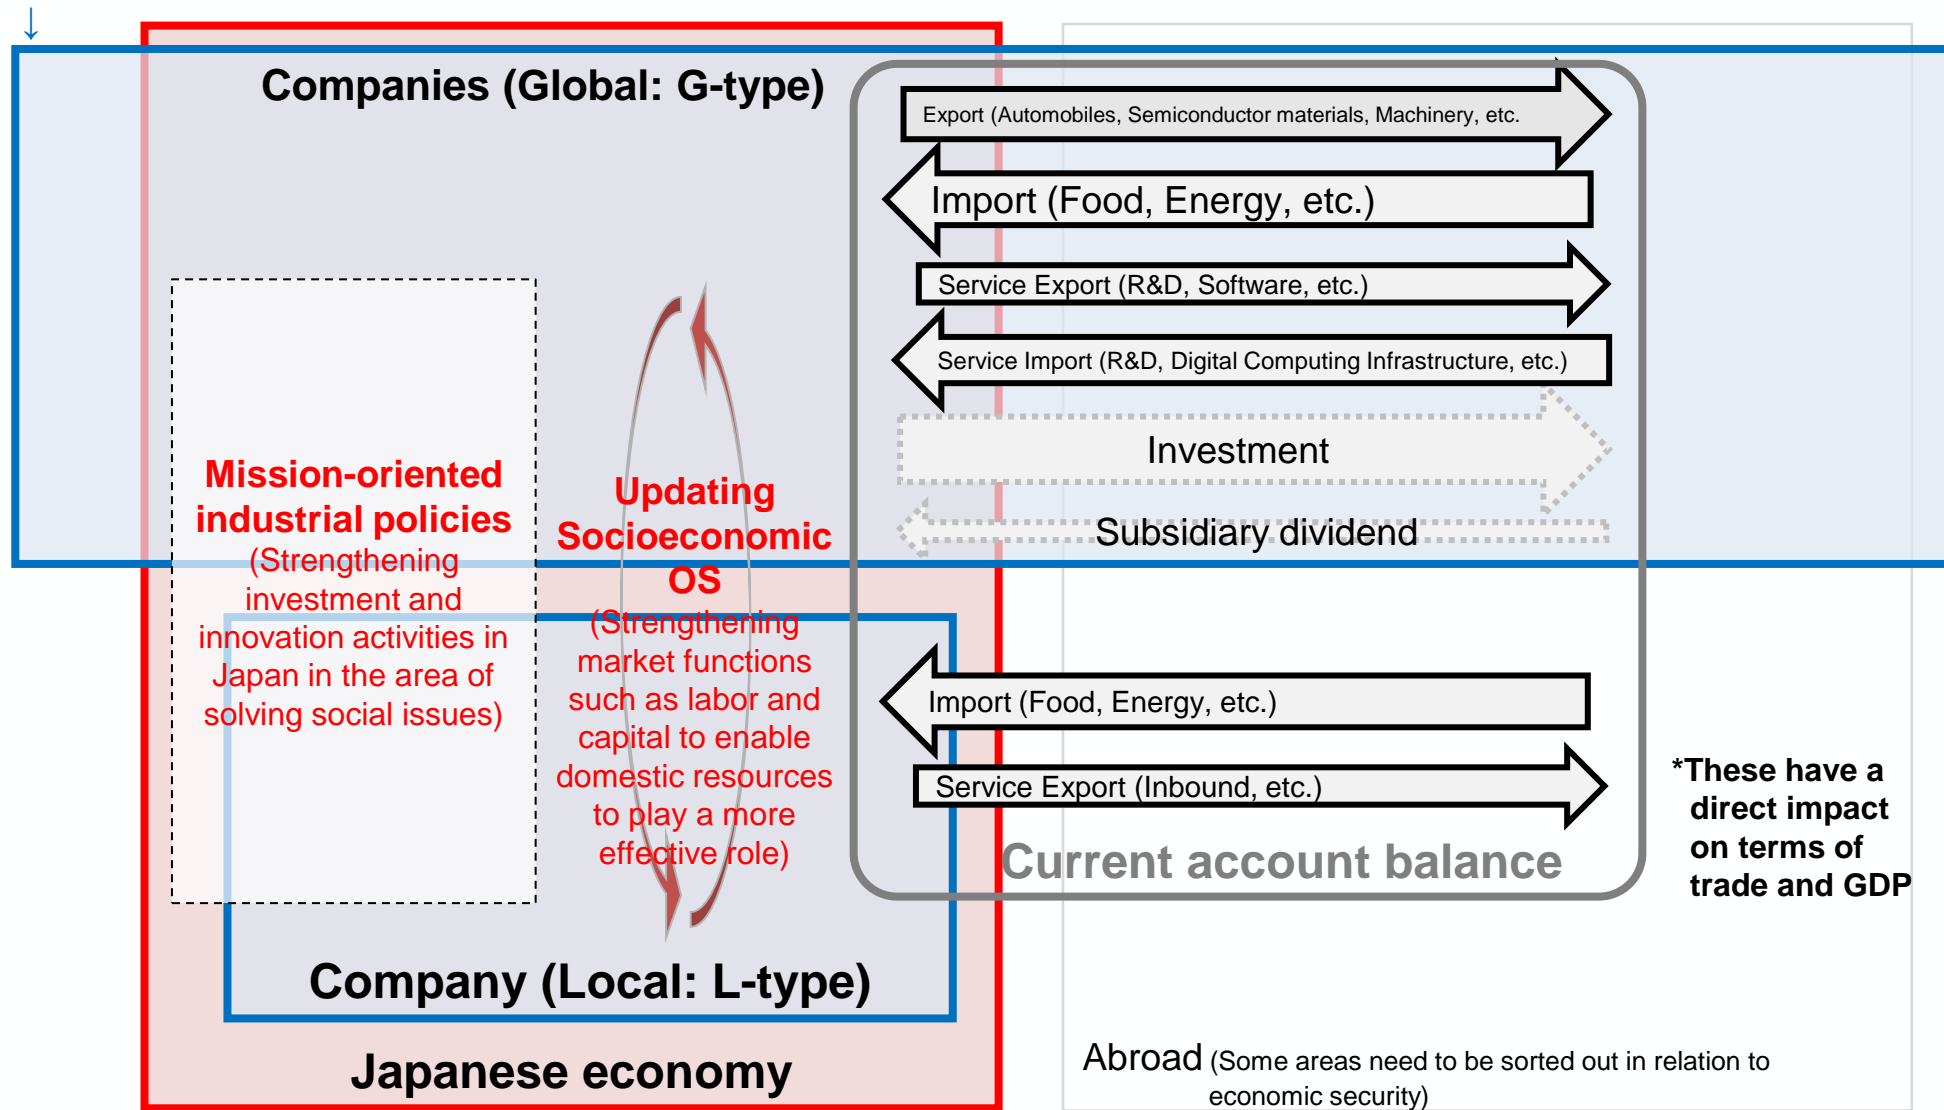 ↓
Companies (Global: G-type)
Export (Automobiles, Semiconductor materials, Machinery, etc.
Import (Food, Energy, etc.)
Service Export (R&D, Software, etc.)
Service Import (R&D, Digital Computing Infrastructure, etc.)
Investment
Subsidiary dividend
Mission-oriented
industrial policies
(Strengthening
investment and
innovation activities in
Japan in the area of
solving social issues)
Updating
Socioeconomic
OS
(Strengthening
market functions
such as labor and
capital to enable
domestic resources
to play a more
effective role)
Import (Food, Energy, etc.)
Service Export (Inbound, etc.)
Current account balance
*These have a
direct impact
on terms of
trade and GDP
Company (Local: L-type)
Japanese economy
Abroad (Some areas need to be sorted out in relation to
economic security)